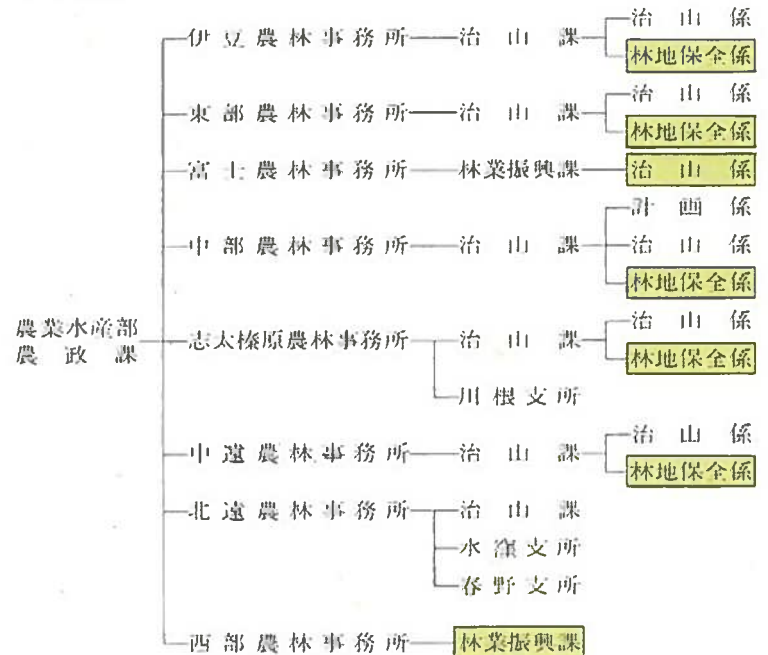 治山係
伊豆農林事務所 治山課
林地保全係
治山係
東部農林事務所 治山課
林地保全係
富士農林事務所 林業振興課 治山係
計画係
中部農林事務所 治山課 治山係
林地保全係
農業水産部
農政課
治山係
志太榛原農林事務所 治山課
林地保全係
川根支所
治山係
中遠農林事務所 治山課
林地保全係
北遠農林事務所 治山課
水窪支所
春野支所
西部農林事務所 林業振興課